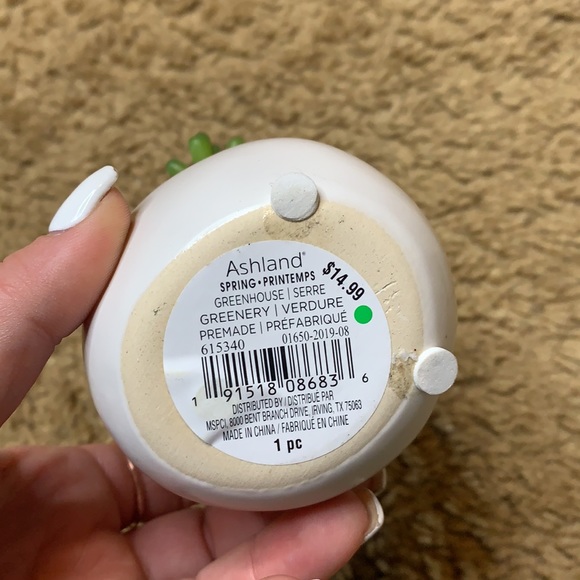 Ashland®
SPRING•PRINTEMPS
$14.99
GREENHOUSE | SERRE
GREENERY | VERDURE
PREMADE | PRÉFABRIQUÉ
615340 01650-2019-08
1 91518 08683 6
DISTRIBUTED BY / DISTRIBUE PAR
MSPCI, 8000 BENT BRANCH DRIVE, IRVING, TX 75063
MADE IN CHINA / FABRIQUÉ EN CHINE
1 pc